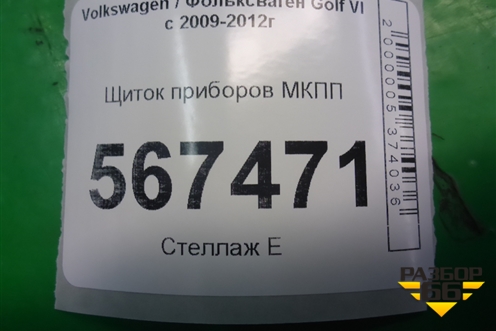 Volkswagen / Фольксваген Golf VI
с 2009-2012г
Щиток приборов МКПП
567471
Стеллаж Е
2000005374036
РАЗБОР
66